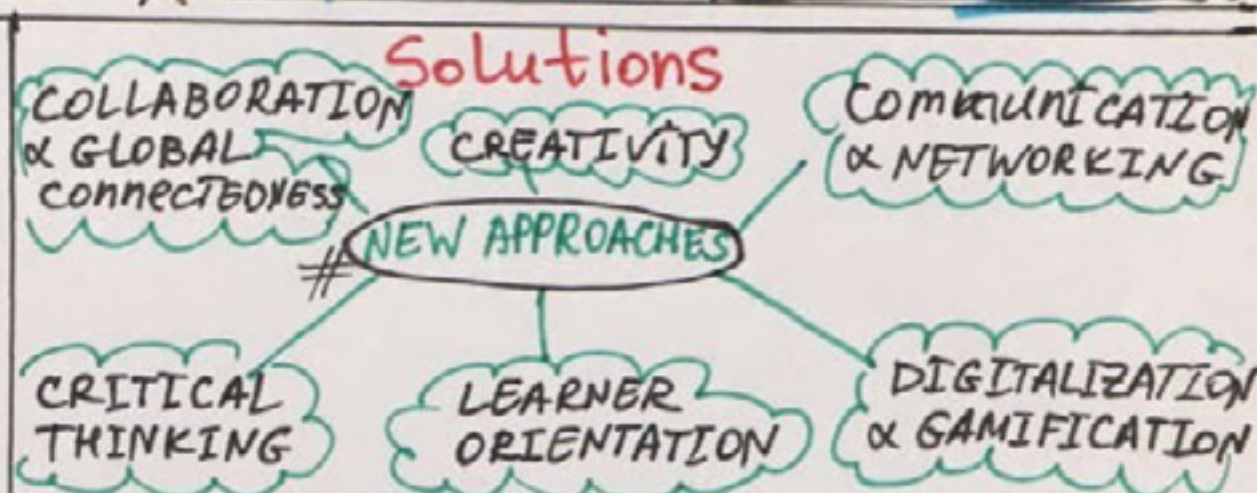 Solutions
COLLABORATION
& GLOBAL
connectedness
CREATIVITY
Communication
& NETWORKING
# NEW APPROACHES
CRITICAL
THINKING
LEARNER
ORIENTATION
DIGITALIZATION
& GAMIFICATION